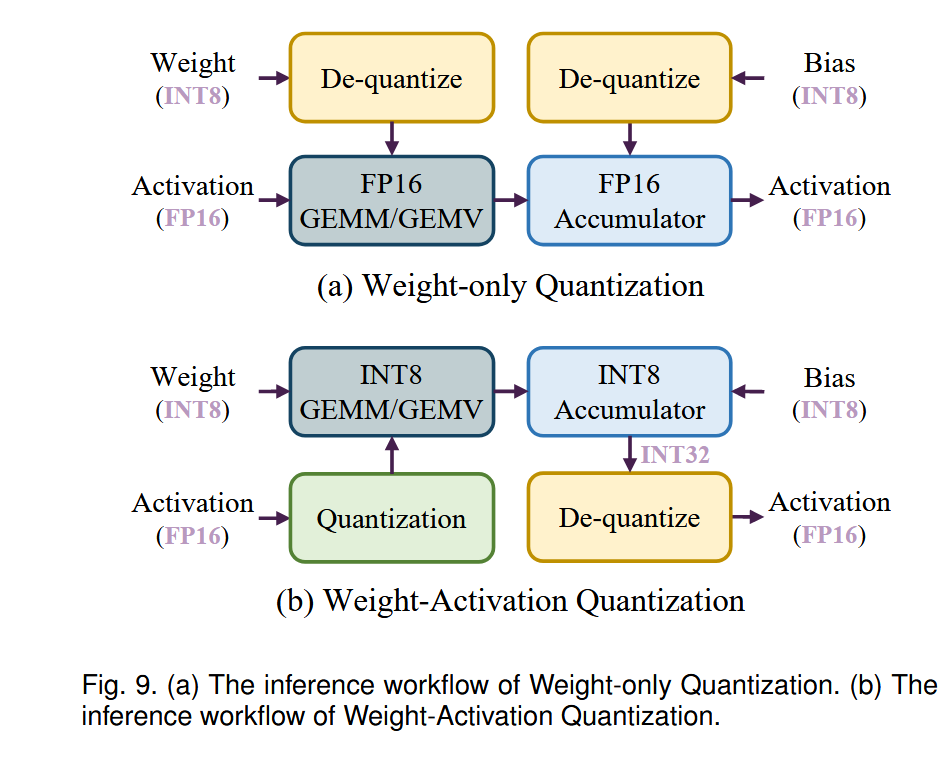 Weight
(INT8)
De-quantize
De-quantize
Bias
(INT8)
Activation
(FP16)
FP16
GEMM/GEMV
FP16
Accumulator
Activation
(FP16)
(a) Weight-only Quantization
Weight
(INT8)
INT8
GEMM/GEMV
INT8
Accumulator
Bias
(INT8)
INT32
Activation
(FP16)
Quantization
De-quantize
Activation
(FP16)
(b) Weight-Activation Quantization
Fig. 9. (a) The inference workflow of Weight-only Quantization. (b) The
inference workflow of Weight-Activation Quantization.